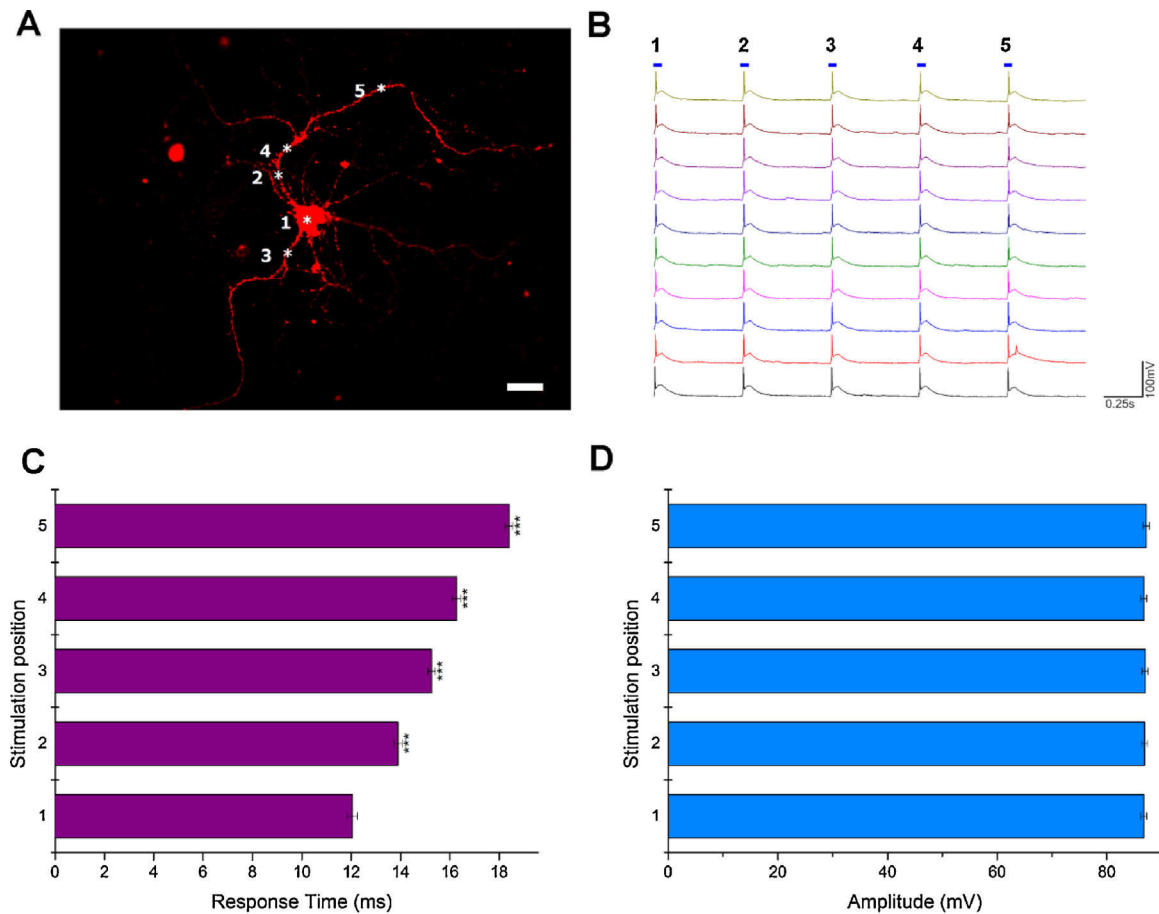 A
5
4
2
1
3
B
1 2 3 4 5
100mV
0.25s
C
Stimulation position
5
***
4
***
3
***
2
***
1
0 2 4 6 8 10 12 14 16 18
Response Time (ms)
D
Stimulation position
5
4
3
2
1
0 20 40 60 80
Amplitude (mV)